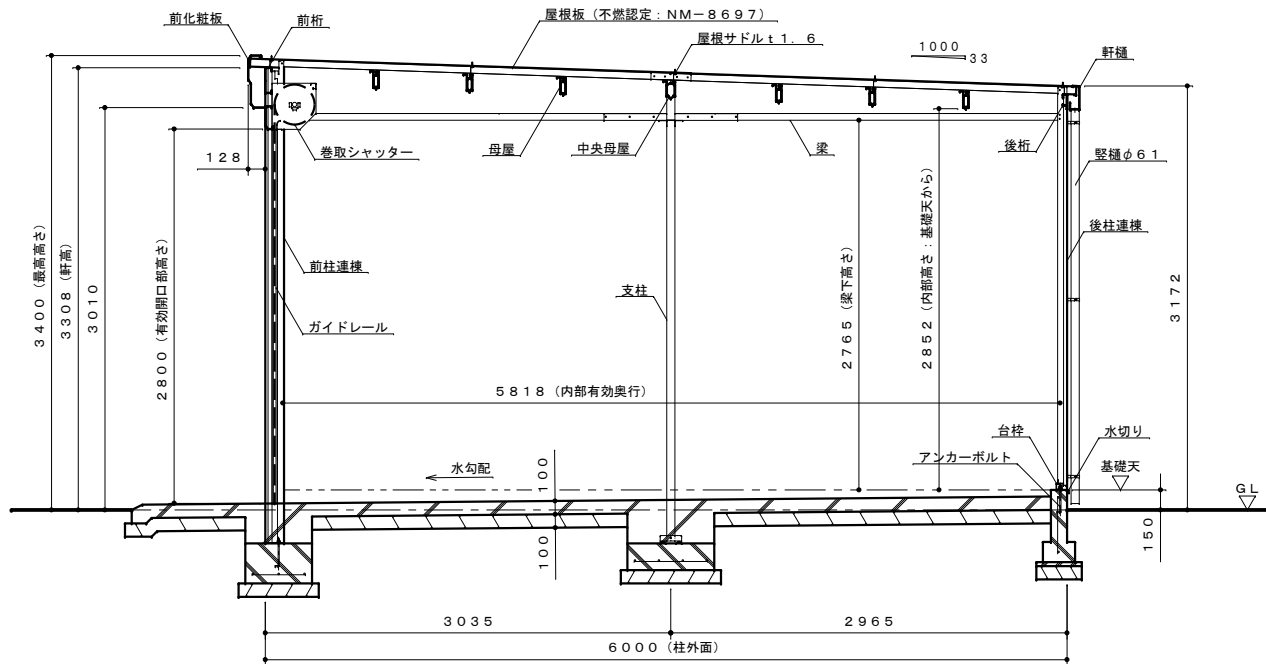 屋根板（不燃認定：NM－8697）
前化粧板
前桁
屋根サドルｔ1．6
1000
33
軒樋
巻取シャッター
母屋
中央母屋
梁
後桁
竪樋φ61
128
3400（最高高さ）
3308（軒高）
3010
2800（有効開口部高さ）
前柱連棟
ガイドレール
支柱
2765（梁下高さ）
2852（内部高さ：基礎天から）
後柱連棟
3172
5818（内部有効奥行）
台枠
水切り
アンカーボルト
基礎天
水勾配
100
GL
100
150
3035
2965
6000（柱外面）